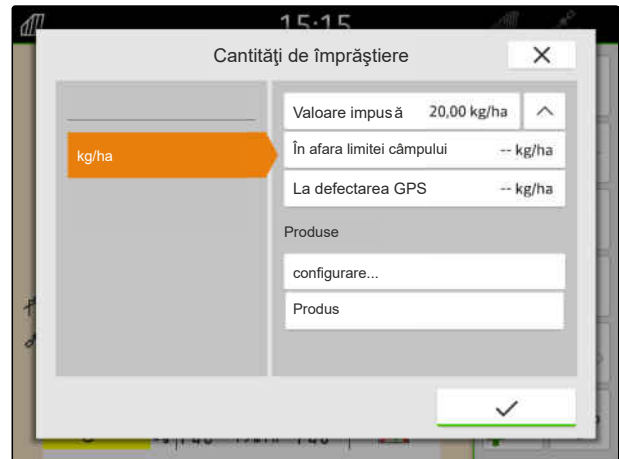 15:15
Cantităţi de împrăştiere
kg/ha
Valoare impusă 20,00 kg/ha
În afara limitei câmpului -- kg/ha
La defectarea GPS -- kg/ha
Produse
configurare...
Produs